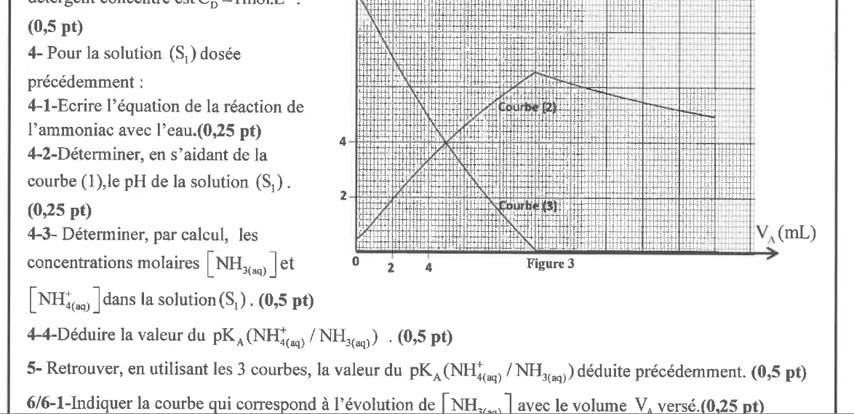 détergent concentré est C_D = 1mol.L⁻¹.
(0,5 pt)
4- Pour la solution (S₁) dosée
précédemment :
4-1-Ecrire l'équation de la réaction de
l'ammoniac avec l'eau.(0,25 pt)
4-2-Déterminer, en s'aidant de la
courbe (1),le pH de la solution (S₁).
(0,25 pt)
4-3- Déterminer, par calcul, les
concentrations molaires [NH₃(aq)] et
[NH₄⁺(aq)] dans la solution (S₁). (0,5 pt)
Courbe (2)
4
2
Courbe (3)
V_A (mL)
0 2 4
Figure 3
4-4-Déduire la valeur du pK_A(NH₄⁺(aq) / NH₃(aq)) . (0,5 pt)
5- Retrouver, en utilisant les 3 courbes, la valeur du pK_A(NH₄⁺(aq) / NH₃(aq)) déduite précédemment. (0,5 pt)
6/6-1-Indiquer la courbe qui correspond à l'évolution de [NH₃(aq)] avec le volume V_A versé.(0,25 pt)